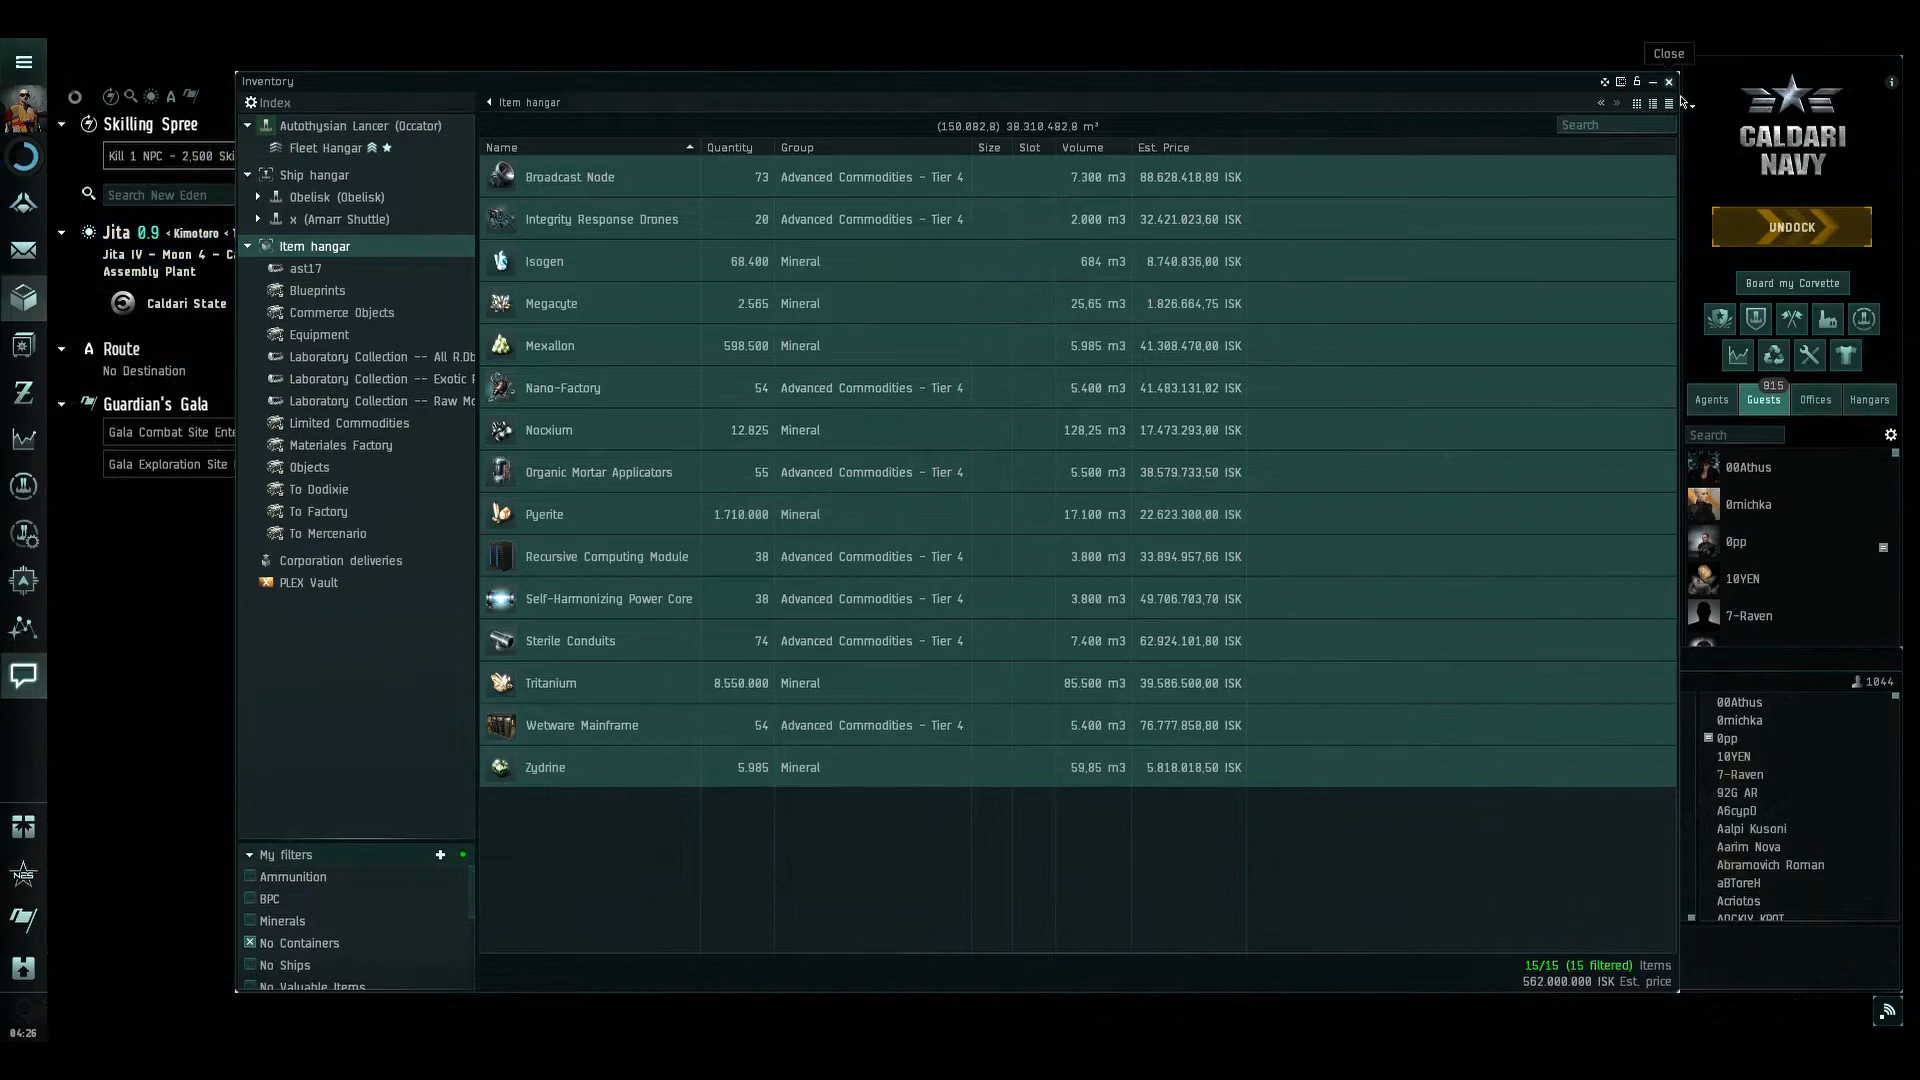 Close
Inventory
Index
Item hangar
Autothysian Lancer (Occator)
Fleet Hangar
Ship hangar
Obelisk (Obelisk)
x (Amarr Shuttle)
Item hangar
ast17
Blueprints
Commerce Objects
Equipment
Laboratory Collection -- All R.Db
Laboratory Collection -- Exotic
Laboratory Collection -- Raw Mo
Limited Commodities
Materiales Factory
Objects
To Dodixie
To Factory
To Mercenario
Corporation deliveries
PLEX Vault
My filters
Ammunition
BPC
Minerals
No Containers
No Ships
No Valuable Items
(150.082,8) 38.310.482,8 m³
Search
Name Quantity Group Size Slot Volume Est. Price
Broadcast Node 73 Advanced Commodities - Tier 4 7.300 m3 88.628.418,89 ISK
Integrity Response Drones 20 Advanced Commodities - Tier 4 2.000 m3 32.421.023,60 ISK
Isogen 68.400 Mineral 684 m3 8.740.836,00 ISK
Megacyte 2.565 Mineral 25,65 m3 1.826.664,75 ISK
Mexallon 598.500 Mineral 5.985 m3 41.308.470,00 ISK
Nano-Factory 54 Advanced Commodities - Tier 4 5.400 m3 41.483.131,02 ISK
Nocxium 12.825 Mineral 128,25 m3 17.473.293,00 ISK
Organic Mortar Applicators 55 Advanced Commodities - Tier 4 5.500 m3 38.579.733,50 ISK
Pyerite 1.710.000 Mineral 17.100 m3 22.623.300,00 ISK
Recursive Computing Module 38 Advanced Commodities - Tier 4 3.800 m3 33.894.957,66 ISK
Self-Harmonizing Power Core 38 Advanced Commodities - Tier 4 3.800 m3 49.706.703,70 ISK
Sterile Conduits 74 Advanced Commodities - Tier 4 7.400 m3 62.924.101,80 ISK
Tritanium 8.550.000 Mineral 85.500 m3 39.586.500,00 ISK
Wetware Mainframe 54 Advanced Commodities - Tier 4 5.400 m3 76.777.858,80 ISK
Zydrine 5.985 Mineral 59,85 m3 5.818.018,50 ISK
15/15 (15 filtered) Items
562.000.000 ISK Est. price
Skilling Spree
Kill 1 NPC - 2,500 Ski
Search New Eden
Jita 0.9 < Kimotoro <
Jita IV - Moon 4 - Ca
Assembly Plant
Caldari State
Route
No Destination
Guardian's Gala
Gala Combat Site Ente
Gala Exploration Site
NES
04:26
CALDARI
NAVY
UNDOCK
Board my Corvette
915
Agents Guests Offices Hangars
Search
00Athus
0michka
0pp
10YEN
7-Raven
1044
00Athus
0michka
0pp
10YEN
7-Raven
92G AR
A6cypD
Aalpi Kusoni
Aarim Nova
Abramovich Roman
aBToreH
Acriotos